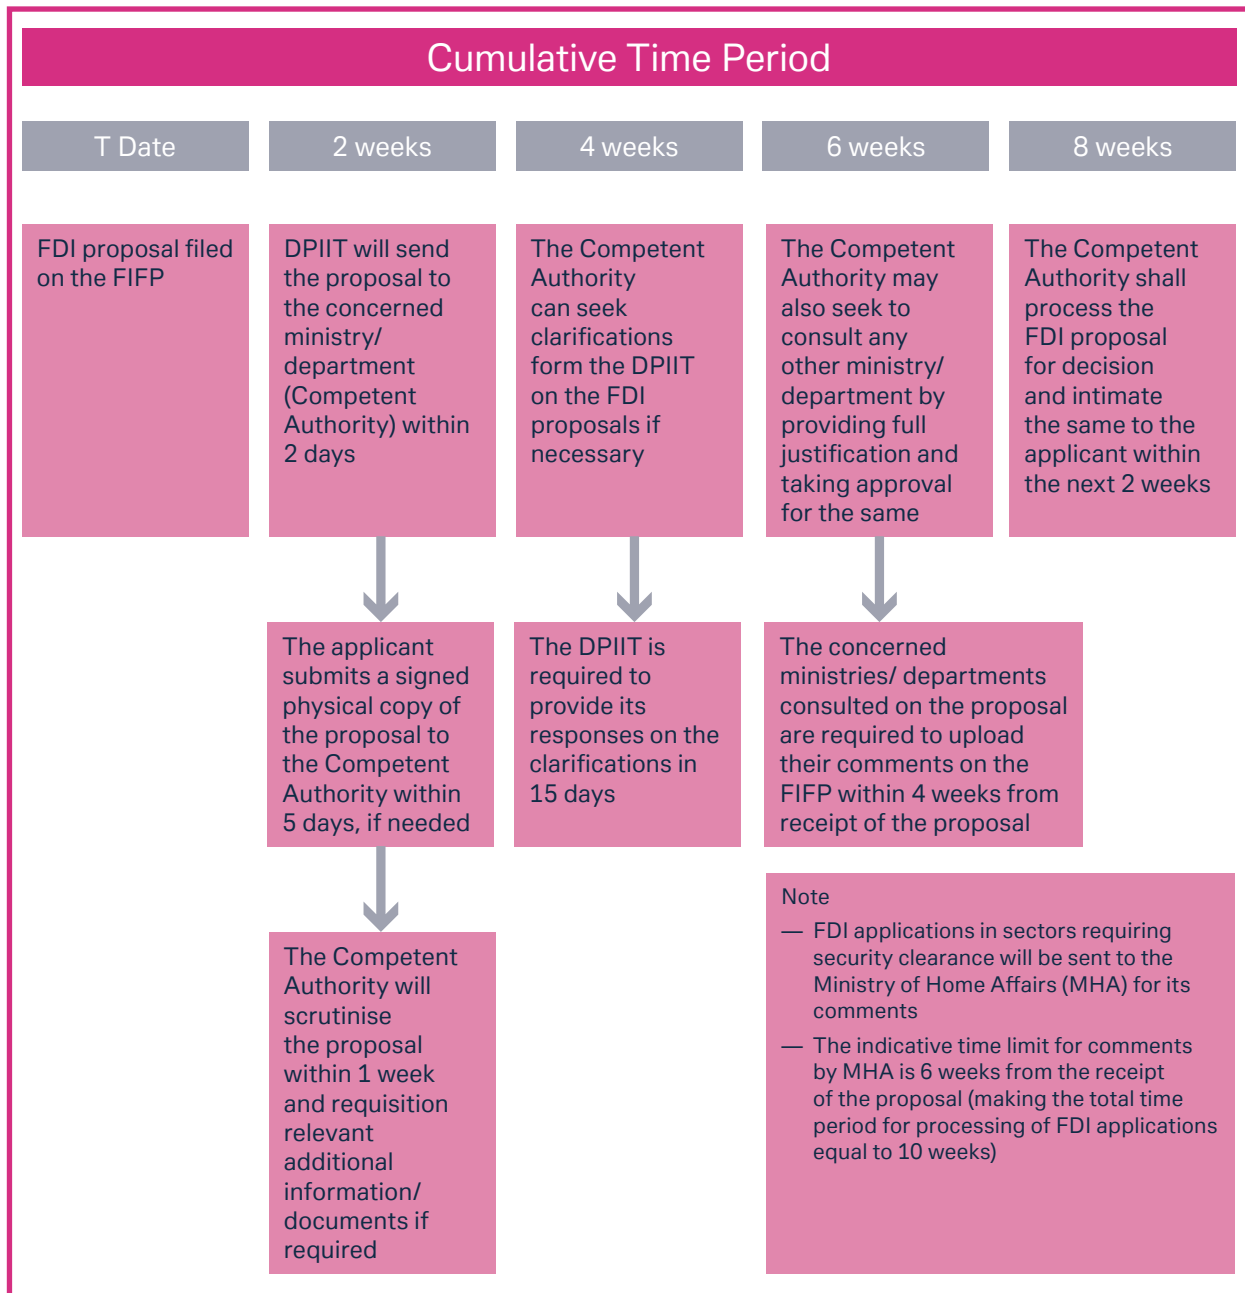 Cumulative Time Period
T Date
2 weeks
4 weeks
6 weeks
8 weeks
FDI proposal filed
on the FIFP
DPIIT will send
the proposal to
the concerned
ministry/
department
(Competent
Authority) within
2 days
The Competent
Authority
can seek
clarifications
form the DPIIT
on the FDI
proposals if
necessary
The Competent
Authority may
also seek to
consult any
other ministry/
department by
providing full
justification and
taking approval
for the same
The Competent
Authority shall
process the
FDI proposal
for decision
and intimate
the same to the
applicant within
the next 2 weeks
The applicant
submits a signed
physical copy of
the proposal to
the Competent
Authority within
5 days, if needed
The DPIIT is
required to
provide its
responses on the
clarifications in
15 days
The concerned
ministries/ departments
consulted on the proposal
are required to upload
their comments on the
FIFP within 4 weeks from
receipt of the proposal
The Competent
Authority will
scrutinise
the proposal
within 1 week
and requisition
relevant
additional
information/
documents if
required
Note
— FDI applications in sectors requiring
security clearance will be sent to the
Ministry of Home Affairs (MHA) for its
comments
— The indicative time limit for comments
by MHA is 6 weeks from the receipt
of the proposal (making the total time
period for processing of FDI applications
equal to 10 weeks)